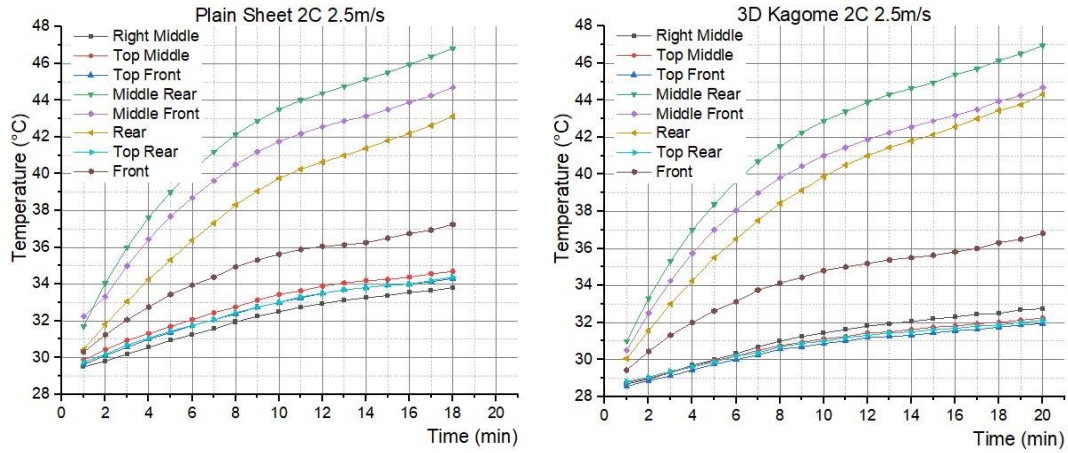 Plain Sheet 2C 2.5m/s
48
46
44
42
40
38
36
34
32
30
28
Temperature (°C)
Right Middle
Top Middle
Top Front
Middle Rear
Middle Front
Rear
Top Rear
Front
0 2 4 6 8 10 12 14 16 18 20
Time (min)
3D Kagome 2C 2.5m/s
48
46
44
42
40
38
36
34
32
30
28
Temperature (°C)
Right Middle
Top Middle
Top Front
Middle Rear
Middle Front
Rear
Top Rear
Front
0 2 4 6 8 10 12 14 16 18 20
Time (min)